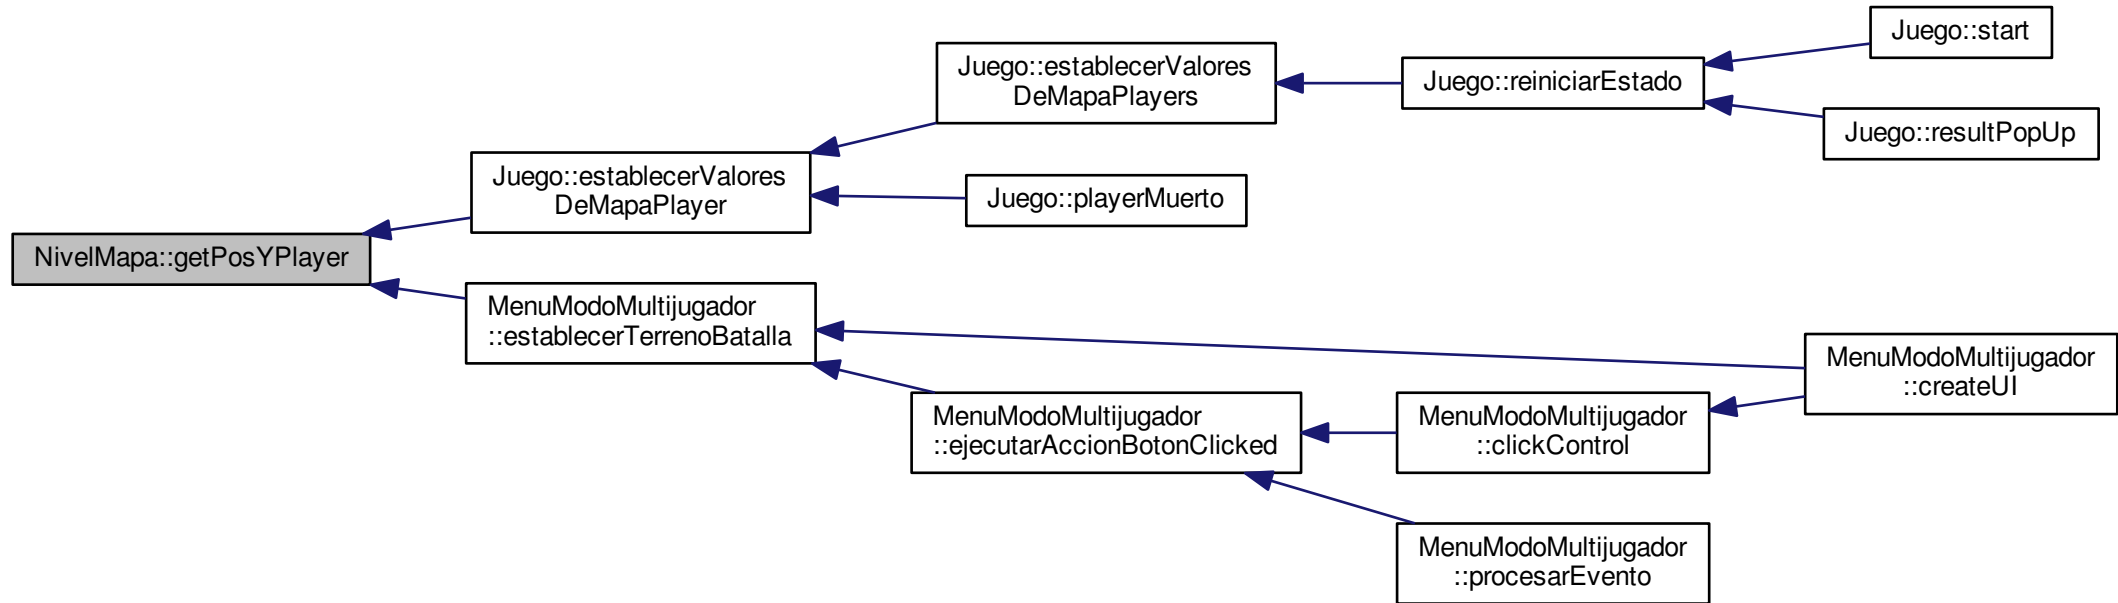 Juego::start
Juego::establecerValores
DeMapaPlayers
Juego::reiniciarEstado
Juego::resultPopUp
Juego::establecerValores
DeMapaPlayer
Juego::playerMuerto
NivelMapa::getPosYPlayer
MenuModoMultijugador
::establecerTerrenoBatalla
MenuModoMultijugador
::createUI
MenuModoMultijugador
::ejecutarAccionBotonClicked
MenuModoMultijugador
::clickControl
MenuModoMultijugador
::procesarEvento